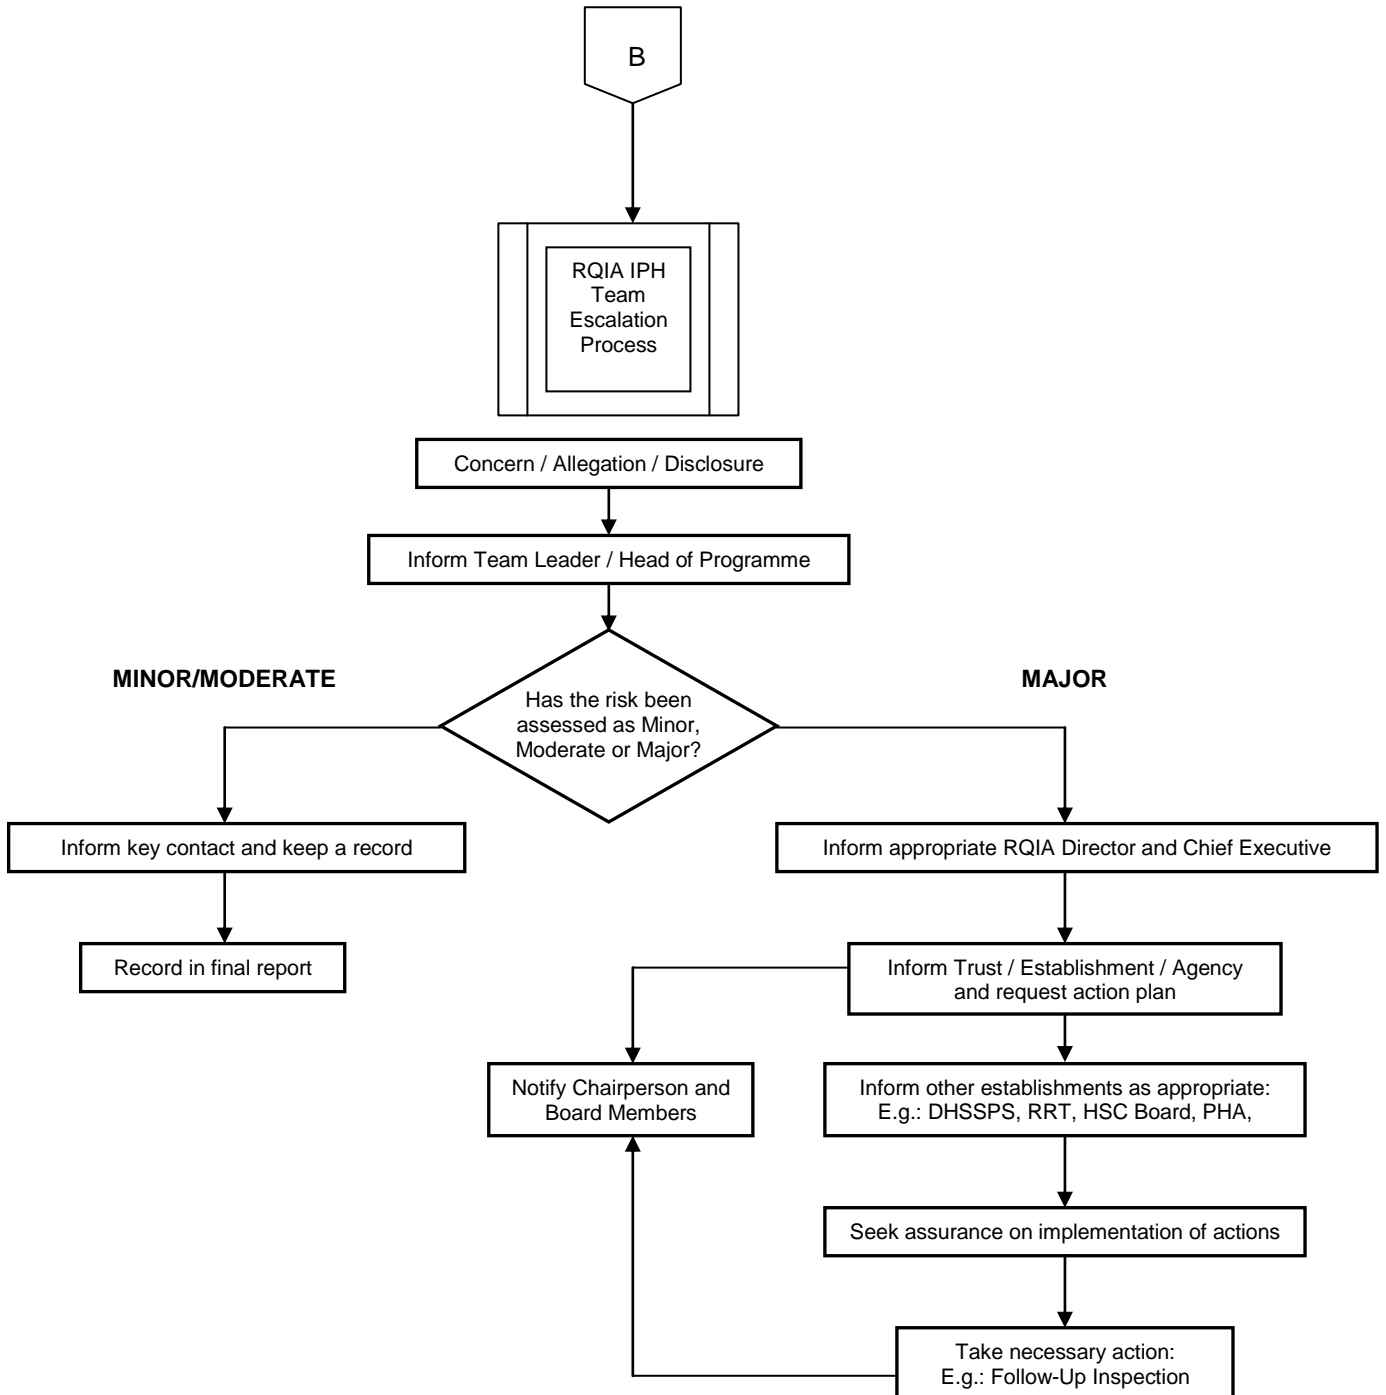 B
RQIA IPH
Team
Escalation
Process
Concern / Allegation / Disclosure
Inform Team Leader / Head of Programme
MINOR/MODERATE
MAJOR
Has the risk been
assessed as Minor,
Moderate or Major?
Inform key contact and keep a record
Inform appropriate RQIA Director and Chief Executive
Record in final report
Inform Trust / Establishment / Agency
and request action plan
Notify Chairperson and
Board Members
Inform other establishments as appropriate:
E.g.: DHSSPS, RRT, HSC Board, PHA,
Seek assurance on implementation of actions
Take necessary action:
E.g.: Follow-Up Inspection